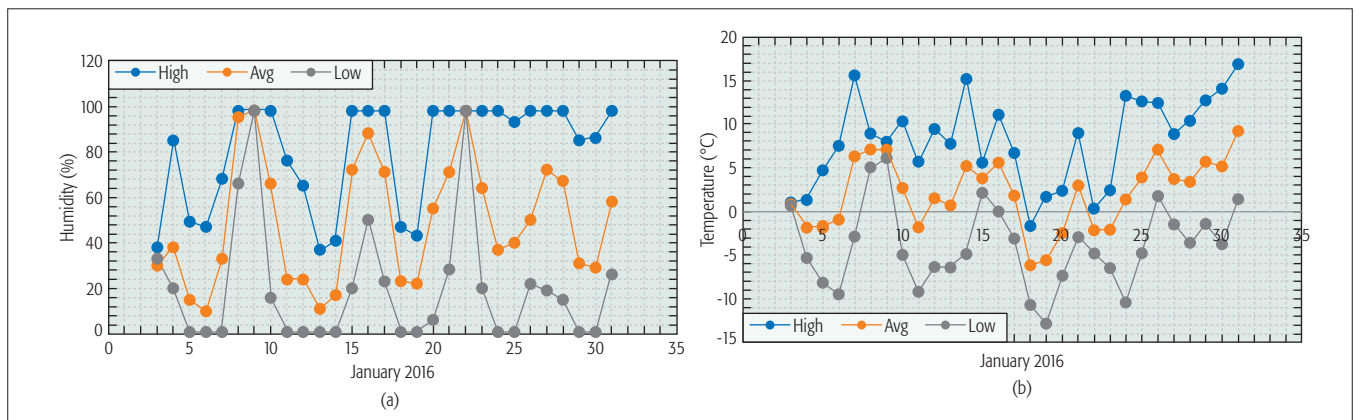 120
100
80
60
40
20
0
Humidity (%)
High Avg Low
0 5 10 15 20 25 30 35
January 2016
(a)
20
15
10
5
0
-5
-10
-15
Temperature (°C)
0 5 10 15 20 25 30 35
High Avg Low
January 2016
(b)